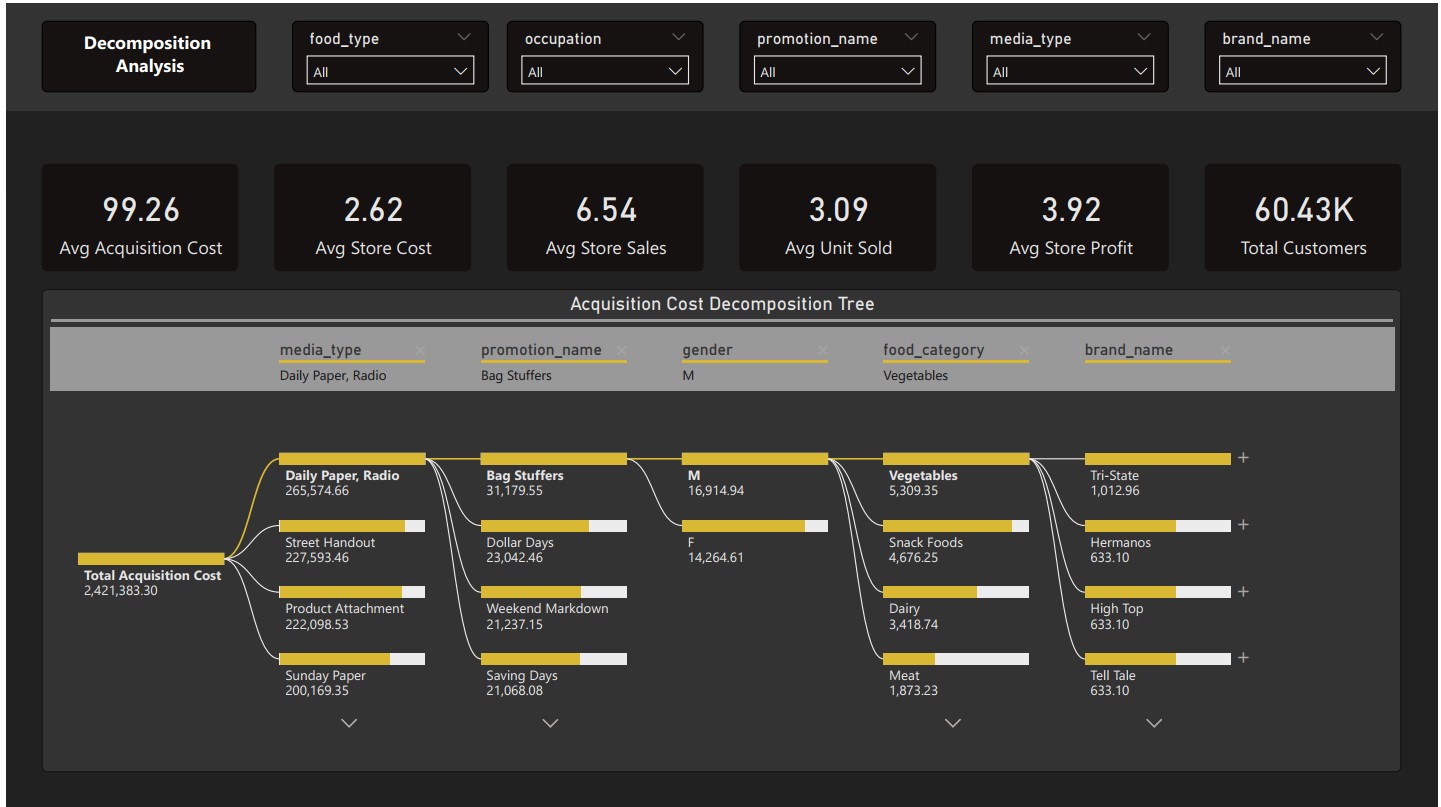 Decomposition
Analysis
food_type
All
occupation
All
promotion_name
All
media_type
All
brand_name
All
99.26
Avg Acquisition Cost
2.62
Avg Store Cost
6.54
Avg Store Sales
3.09
Avg Unit Sold
3.92
Avg Store Profit
60.43K
Total Customers
Acquisition Cost Decomposition Tree
media_type
Daily Paper, Radio
promotion_name
Bag Stuffers
gender
M
food_category
Vegetables
brand_name
Total Acquisition Cost
2,421,383.30
Daily Paper, Radio
265,574.66
Street Handout
227,593.46
Product Attachment
222,098.53
Sunday Paper
200,169.35
Bag Stuffers
31,179.55
Dollar Days
23,042.46
Weekend Markdown
21,237.15
Saving Days
21,068.08
M
16,914.94
F
14,264.61
Vegetables
5,309.35
Snack Foods
4,676.25
Dairy
3,418.74
Meat
1,873.23
Tri-State
1,012.96
Hermanos
633.10
High Top
633.10
Tell Tale
633.10